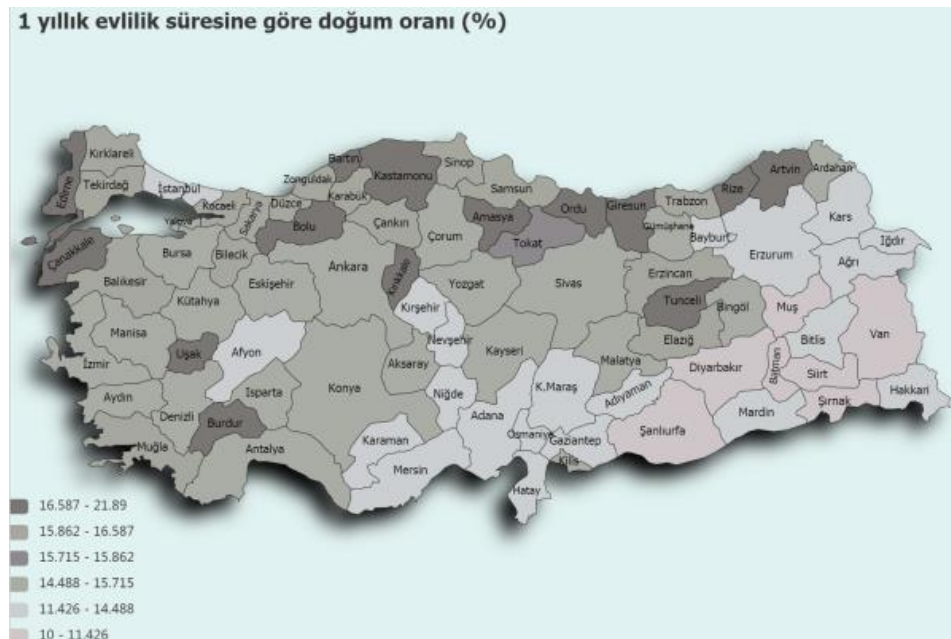 1 yıllık evlilik süresine göre doğum oranı (%)
Kırklareli
Edirne
Tekirdağ
İstanbul
Kocaeli
Yalova
Sakarya
Düzce
Zonguldak
Bartın
Karabük
Kastamonu
Sinop
Samsun
Bolu
Çankırı
Çorum
Amasya
Tokat
Ordu
Giresun
Trabzon
Gümüşhane
Rize
Artvin
Ardahan
Kars
Bayburt
Erzurum
Iğdır
Ağrı
Çanakkale
Balıkesir
Bursa
Bilecik
Kütahya
Eskişehir
Ankara
Kırıkkale
Kırşehir
Yozgat
Sivas
Erzincan
Tunceli
Bingöl
Muş
Bitlis
Van
Manisa
İzmir
Uşak
Afyon
Konya
Aksaray
Nevşehir
Kayseri
Malatya
Elazığ
Diyarbakır
Batman
Siirt
Hakkari
Şırnak
Mardin
Şanlıurfa
Adıyaman
K.Maraş
Niğde
Adana
Osmaniye
Gaziantep
Kilis
Hatay
Mersin
Karaman
Aydın
Denizli
Isparta
Burdur
Muğla
Antalya
16.587 - 21.89
15.862 - 16.587
15.715 - 15.862
14.488 - 15.715
11.426 - 14.488
10 - 11.426